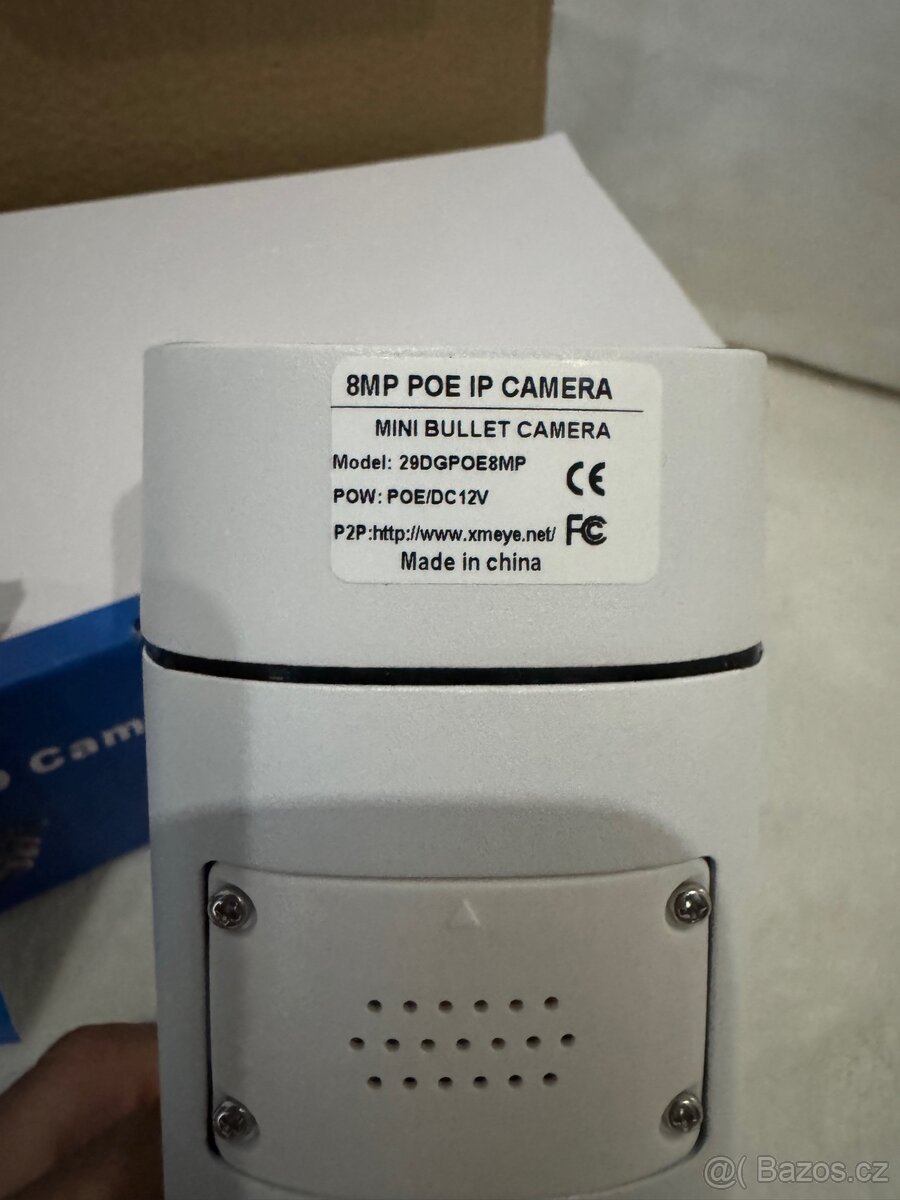 8MP POE IP CAMERA
MINI BULLET CAMERA
Model: 29DGPOE8MP
POW: POE/DC12V
CE
P2P:http://www.xmeye.net/
FC
Made in china
Cam
@( Bazos.cz